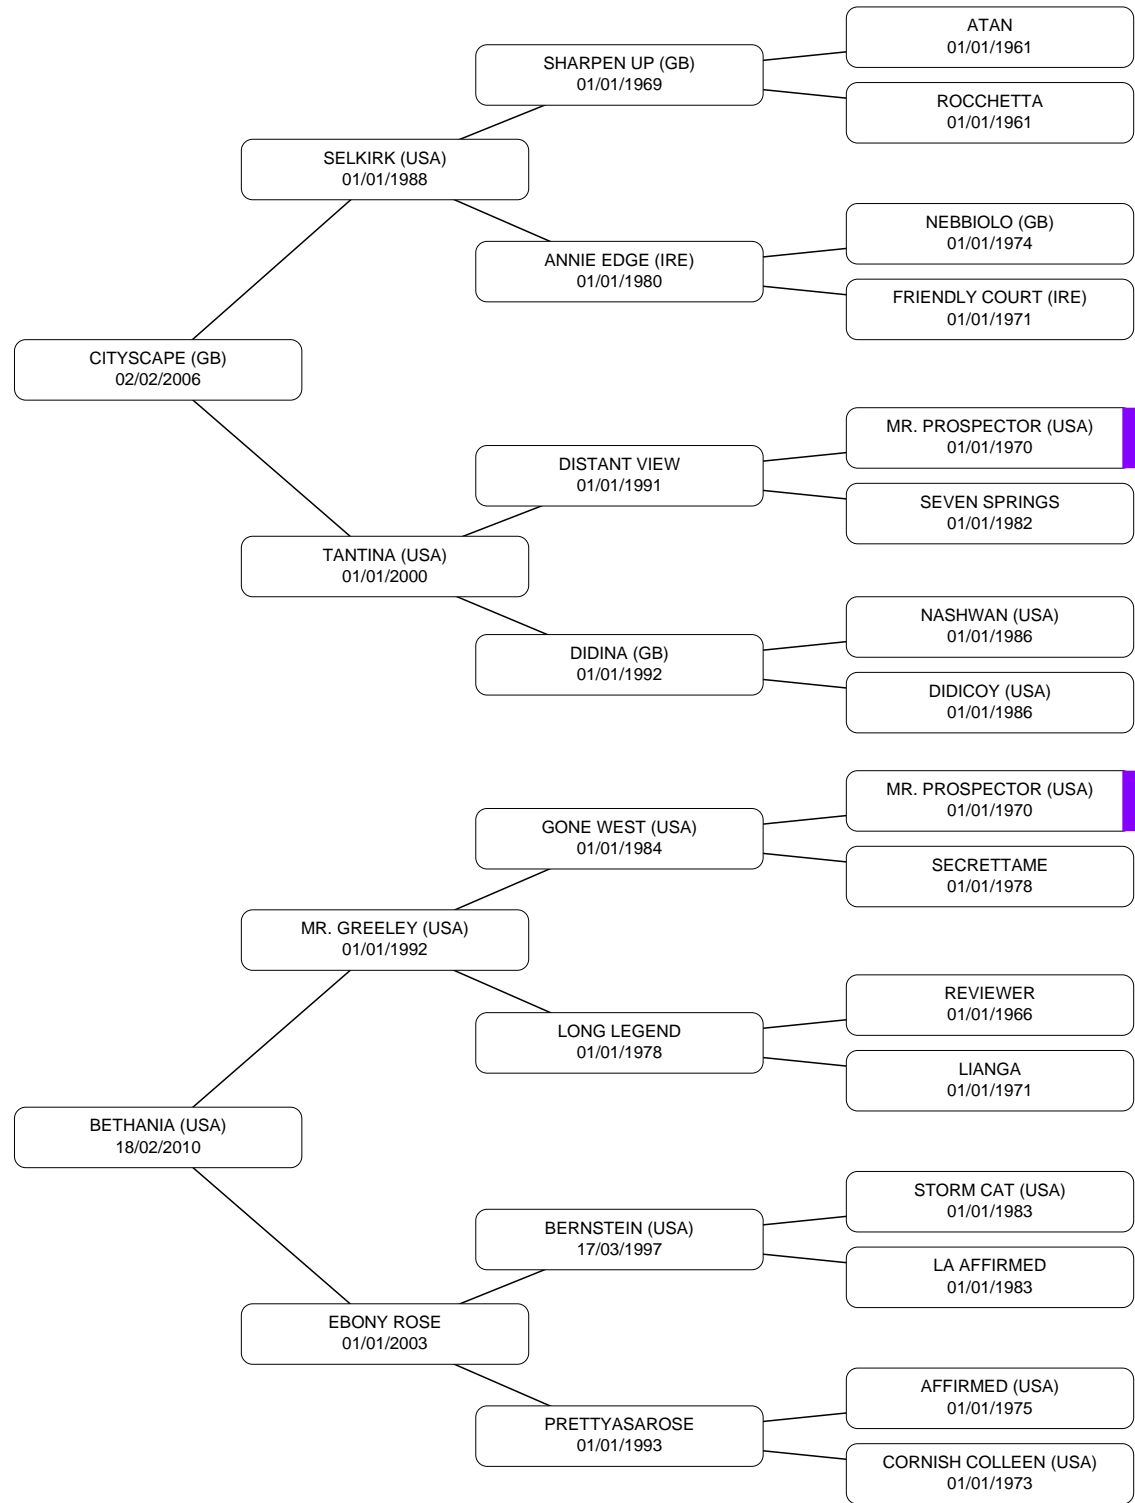 ATAN
01/01/1961
SHARPEN UP (GB)
01/01/1969
ROCCHETTA
01/01/1961
SELKIRK (USA)
01/01/1988
NEBBIOLO (GB)
01/01/1974
ANNIE EDGE (IRE)
01/01/1980
FRIENDLY COURT (IRE)
01/01/1971
CITYSCAPE (GB)
02/02/2006
MR. PROSPECTOR (USA)
01/01/1970
DISTANT VIEW
01/01/1991
SEVEN SPRINGS
01/01/1982
TANTINA (USA)
01/01/2000
NASHWAN (USA)
01/01/1986
DIDINA (GB)
01/01/1992
DIDICOY (USA)
01/01/1986
MR. PROSPECTOR (USA)
01/01/1970
GONE WEST (USA)
01/01/1984
SECRETTAME
01/01/1978
MR. GREELEY (USA)
01/01/1992
REVIEWER
01/01/1966
LONG LEGEND
01/01/1978
LIANGA
01/01/1971
BETHANIA (USA)
18/02/2010
STORM CAT (USA)
01/01/1983
BERNSTEIN (USA)
17/03/1997
LA AFFIRMED
01/01/1983
EBONY ROSE
01/01/2003
AFFIRMED (USA)
01/01/1975
PRETTYASAROSE
01/01/1993
CORNISH COLLEEN (USA)
01/01/1973